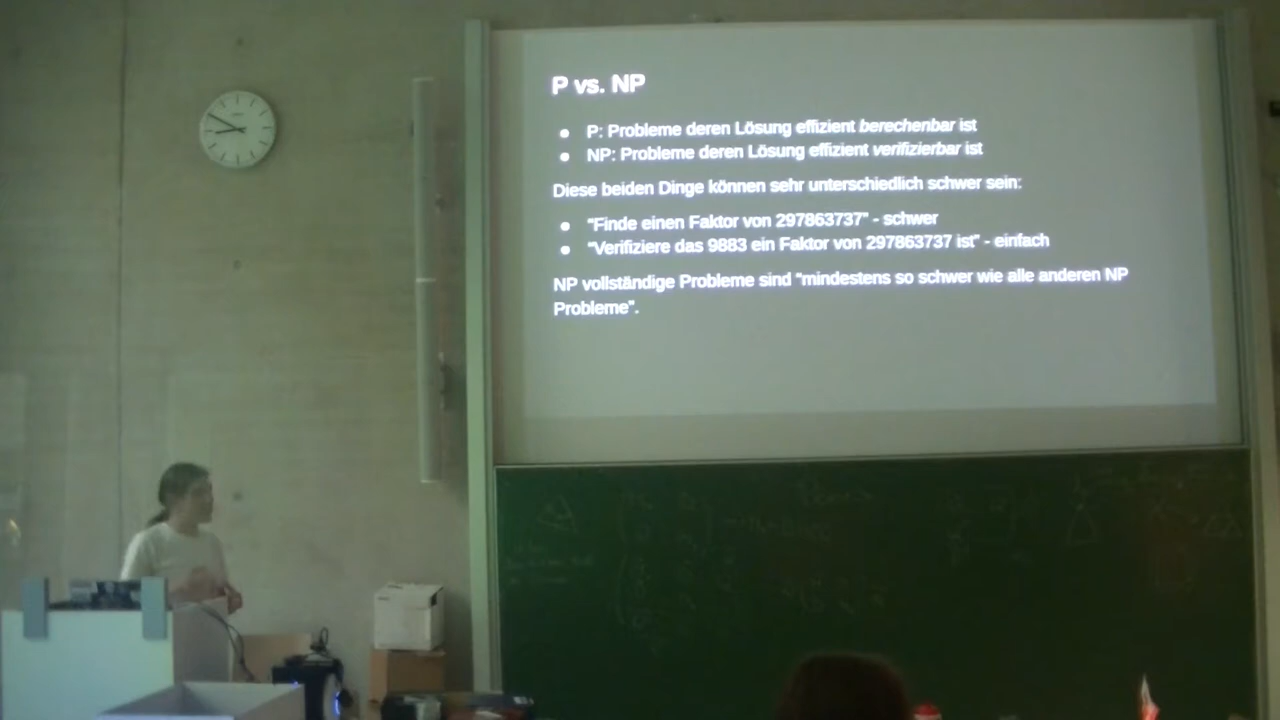 P vs. NP
● P: Probleme deren Lösung effizient berechenbar ist
● NP: Probleme deren Lösung effizient verifizierbar ist
Diese beiden Dinge können sehr unterschiedlich schwer sein:
● "Finde einen Faktor von 297863737" - schwer
● "Verifiziere das 9883 ein Faktor von 297863737 ist" - einfach
NP vollständige Probleme sind "mindestens so schwer wie alle anderen NP
Probleme".